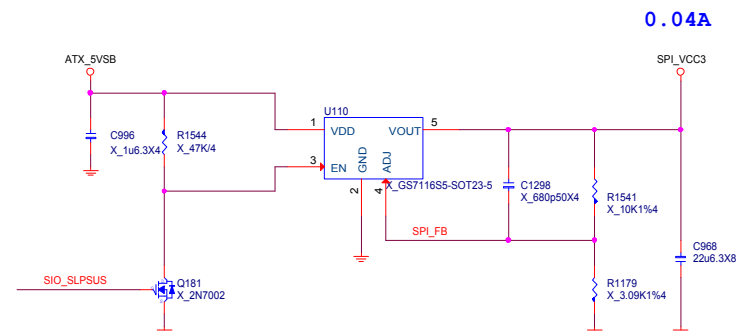 0.04A
ATX_5VSB
SPI_VCC3
U110
1
VDD
VOUT
5
C996
X_1u6.3X4
R1544
X_47K/4
3
EN
GND
ADJ
2
4
X_GS7116S5-SOT23-5
C1298
X_680p50X4
R1541
X_10K1%4
SPI_FB
C968
22u6.3X8
SIO_SLPSUS
Q181
X_2N7002
R1179
X_3.09K1%4